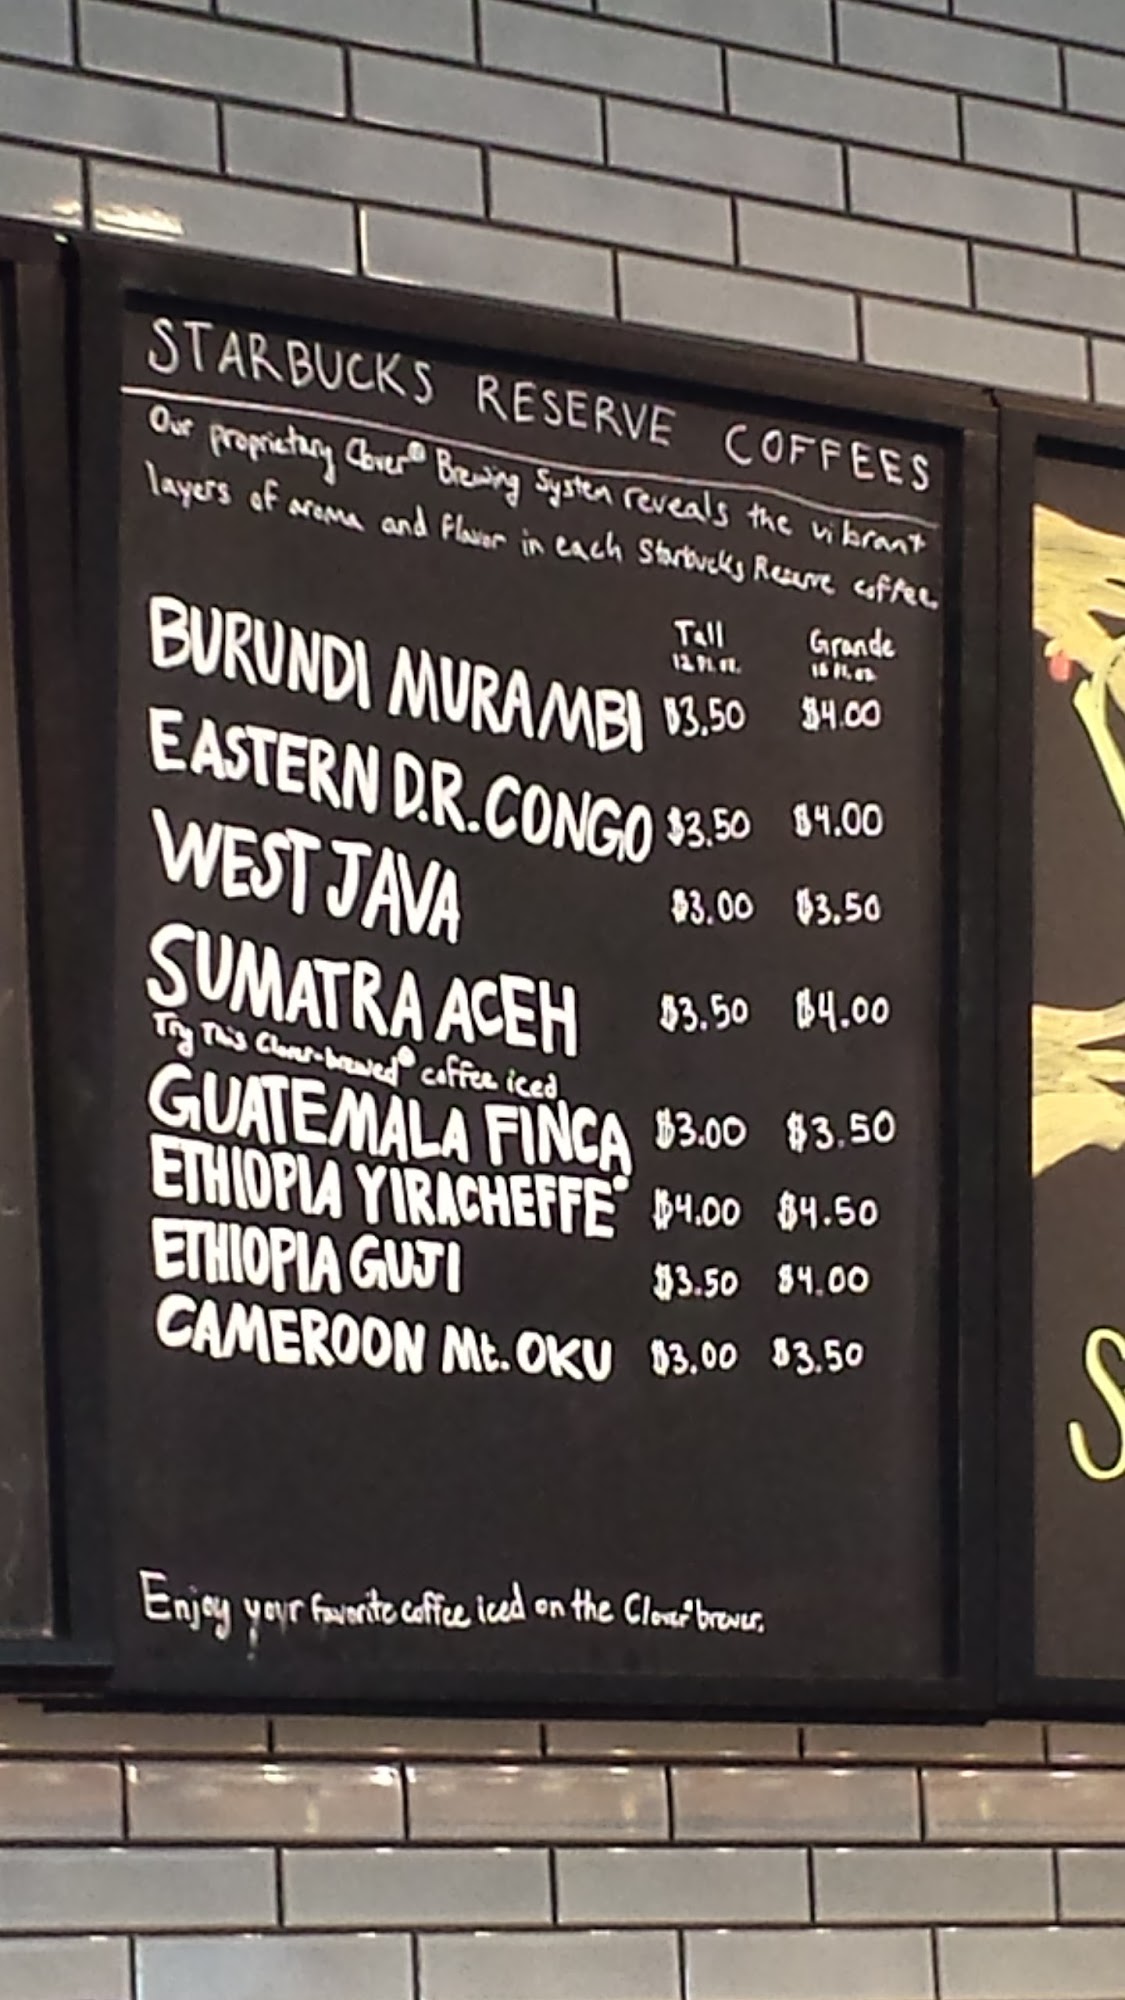 STARBUCKS RESERVE COFFEES
Our proprietary Clover® Brewing System reveals the vibrant
layers of aroma and flavor in each Starbucks Reserve coffee.
Tall Grande
12 fl. oz. 16 fl. oz.
BURUNDI MURAMBI $3.50 $4.00
EASTERN D.R. CONGO $3.50 $4.00
WEST JAVA $3.00 $3.50
SUMATRA ACEH $3.50 $4.00
Try This Clover-brewed® coffee iced.
GUATEMALA FINCA $3.00 $3.50
ETHIOPIA YIRACHEFFE $4.00 $4.50
ETHIOPIA GUJI $3.50 $4.00
CAMEROON Mt. OKU $3.00 $3.50
Enjoy your favorite coffee iced on the Clover® brewer.
S